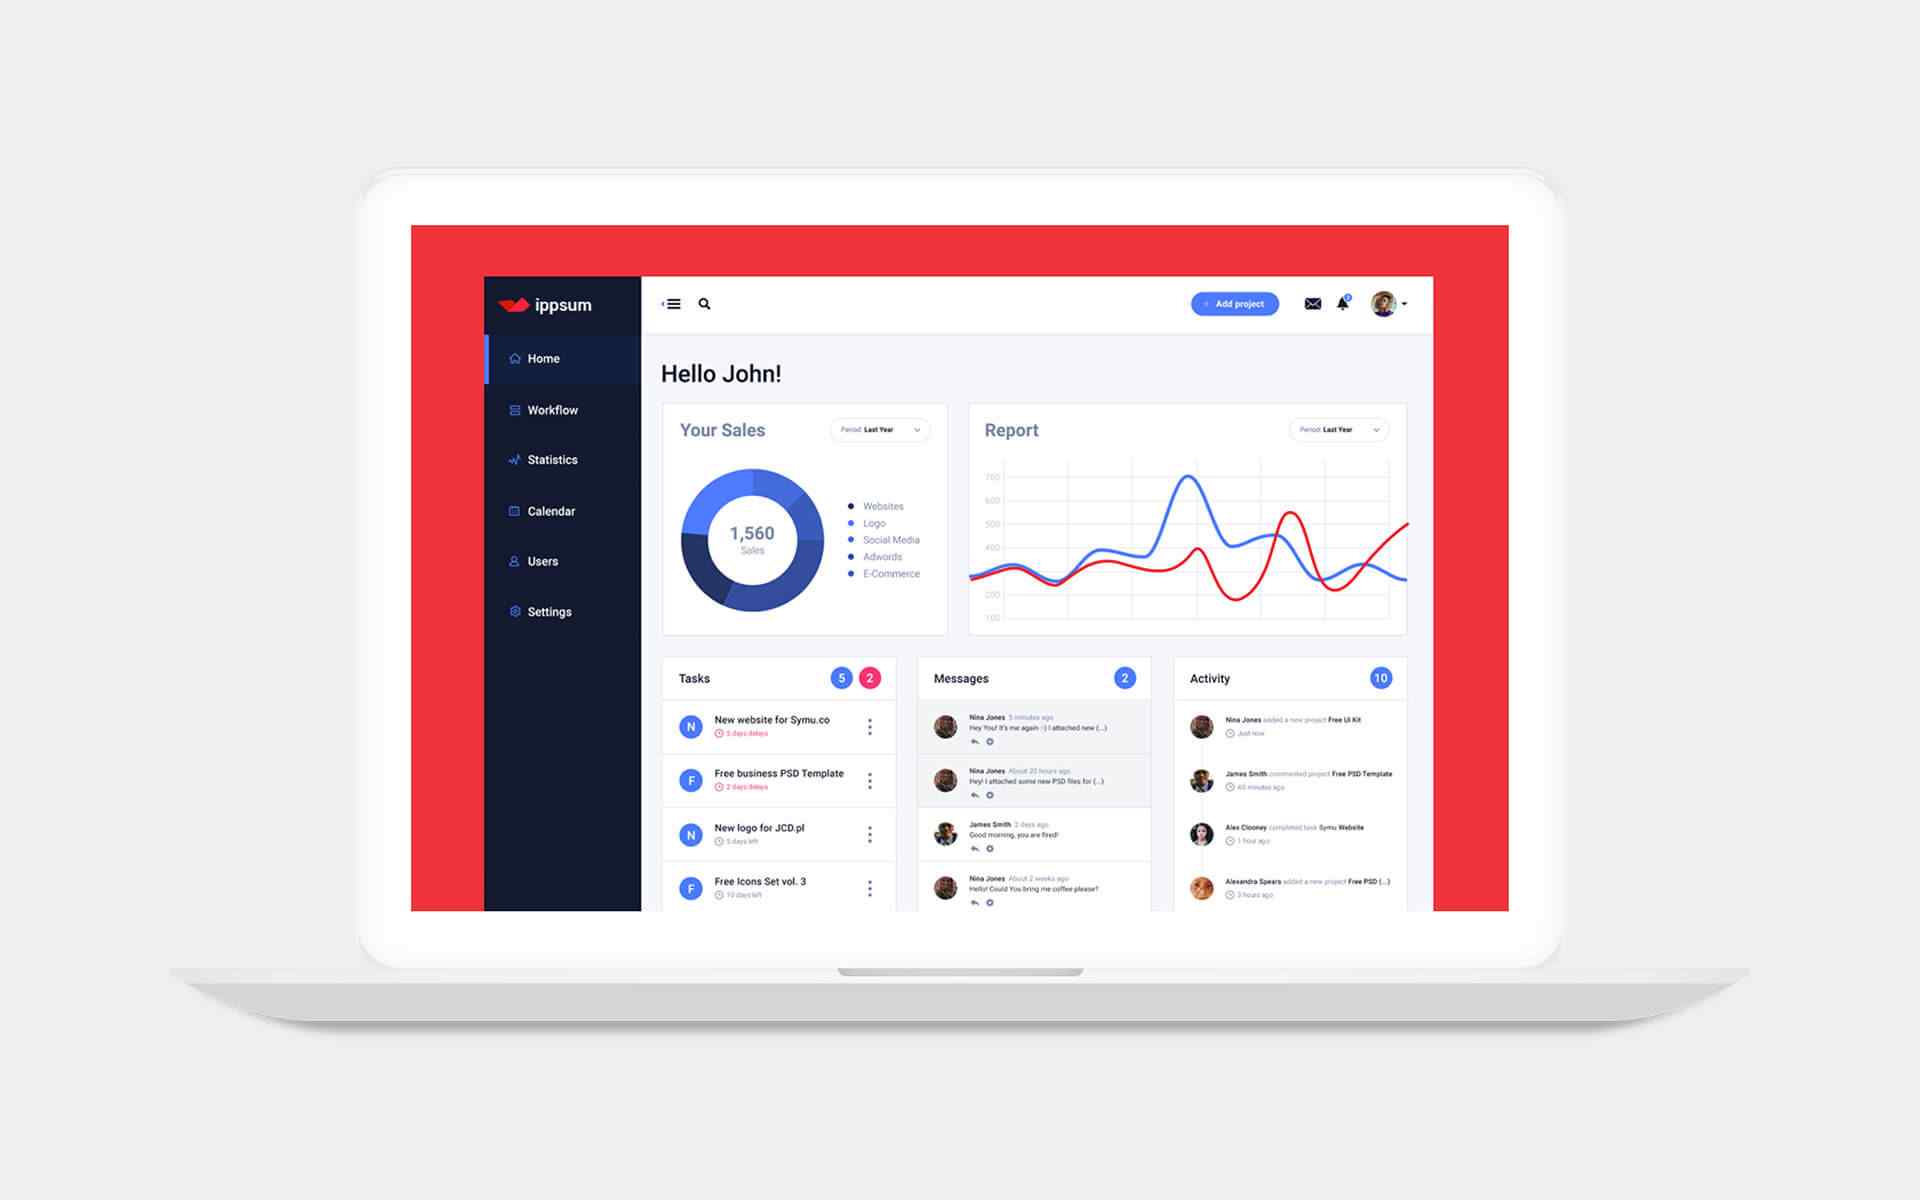 ippsum
Add project
Home
Workflow
Statistics
Calendar
Users
Settings
Hello John!
Your Sales
Period: Last Year
1,560
Sales
Websites
Logo
Social Media
Adwords
E-Commerce
Report
Period: Last Year
700
600
500
400
200
100
Tasks
5
2
N
New website for Symu.co
5 days delays
F
Free business PSD Template
2 days delays
N
New logo for JCD.pl
5 days left
F
Free Icons Set vol. 3
10 days left
Messages
2
Nina Jones 5 minutes ago
Hey You! It's me again :-) I attached new (...)
Nina Jones About 20 hours ago
Hey! I attached some new PSD files for (...)
James Smith 2 days ago
Good morning, you are fired!
Nina Jones About 2 weeks ago
Hello! Could You bring me coffee please?
Activity
10
Nina Jones added a new project Free UI Kit
Just now
James Smith commented project Free PSD Template
40 minutes ago
Alex Clooney completed task Symu Website
1 hour ago
Alexandra Spears added a new project Free PSD (...)
3 hours ago